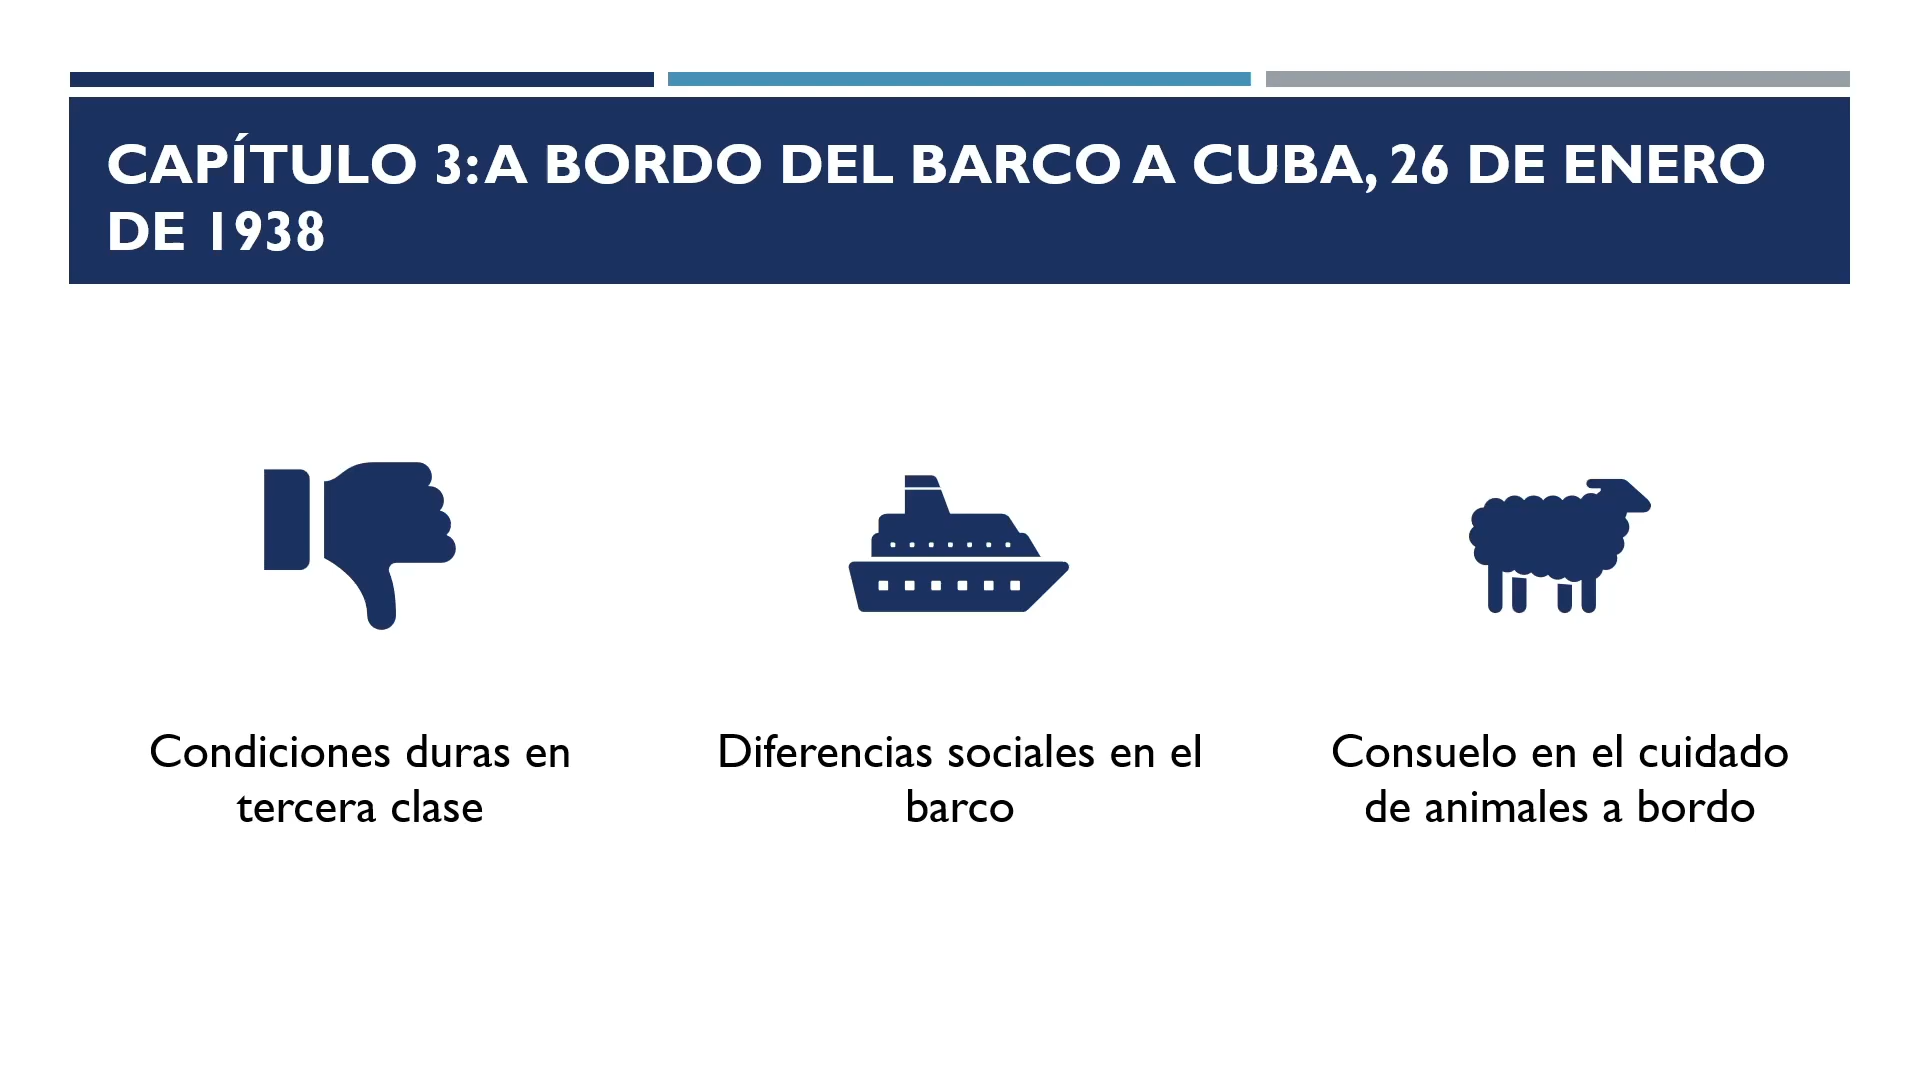 CAPÍTULO 3: A BORDO DEL BARCO A CUBA, 26 DE ENERO
DE 1938
Condiciones duras en
tercera clase
Diferencias sociales en el
barco
Consuelo en el cuidado
de animales a bordo